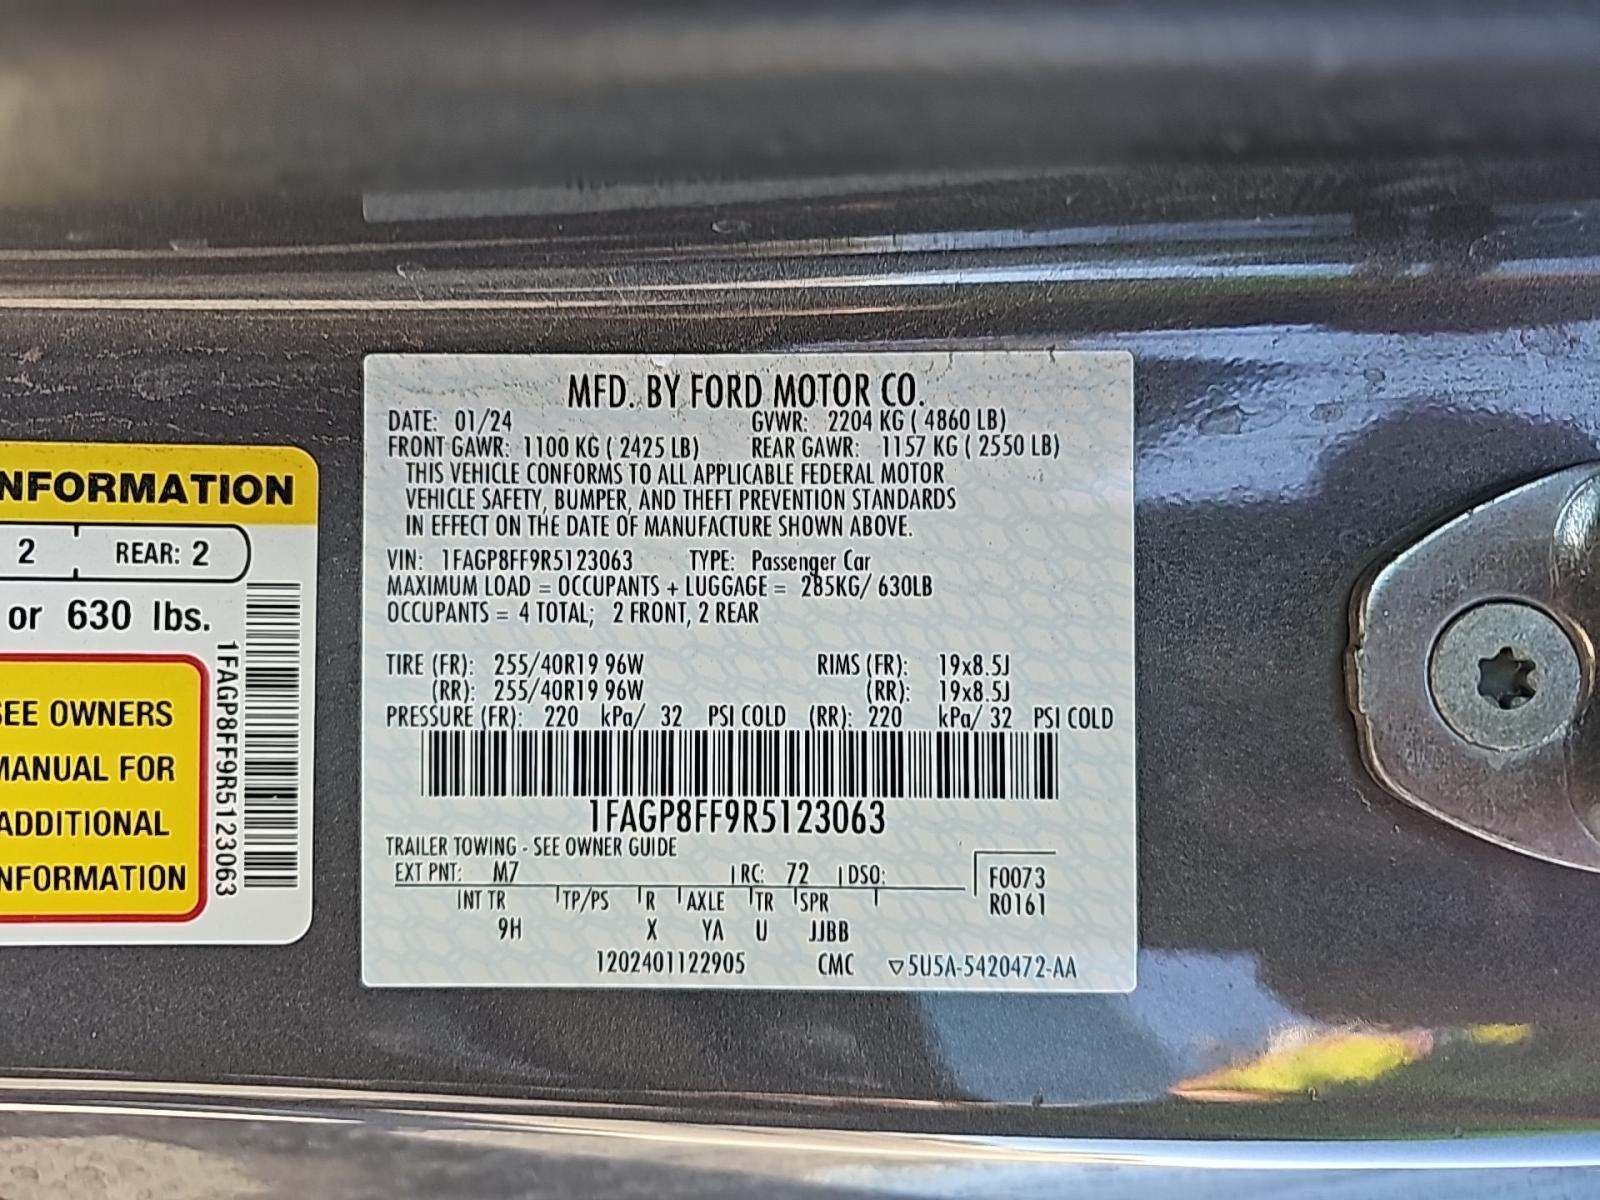 MFD. BY FORD MOTOR CO.
DATE: 01/24 GVWR: 2204 KG ( 4860 LB)
FRONT GAWR: 1100 KG ( 2425 LB) REAR GAWR: 1157 KG ( 2550 LB)
THIS VEHICLE CONFORMS TO ALL APPLICABLE FEDERAL MOTOR
VEHICLE SAFETY, BUMPER, AND THEFT PREVENTION STANDARDS
IN EFFECT ON THE DATE OF MANUFACTURE SHOWN ABOVE.
VIN: 1FAGP8FF9R5123063 TYPE: Passenger Car
MAXIMUM LOAD = OCCUPANTS + LUGGAGE = 285KG/ 630LB
OCCUPANTS = 4 TOTAL; 2 FRONT, 2 REAR
TIRE (FR): 255/40R19 96W RIMS (FR): 19x8.5J
(RR): 255/40R19 96W (RR): 19x8.5J
PRESSURE (FR): 220 kPa/ 32 PSI COLD (RR): 220 kPa/ 32 PSI COLD
1FAGP8FF9R5123063
TRAILER TOWING - SEE OWNER GUIDE
EXT PNT: M7 RC: 72 DSO:
F0073
R0161
INT TR TP/PS R AXLE TR SPR
9H X YA U JJBB
1202401122905 CMC ▽5U5A-5420472-AA
NFORMATION
2 REAR: 2
or 630 lbs.
SEE OWNERS
MANUAL FOR
ADDITIONAL
NFORMATION
1FAGP8FF9R5123063